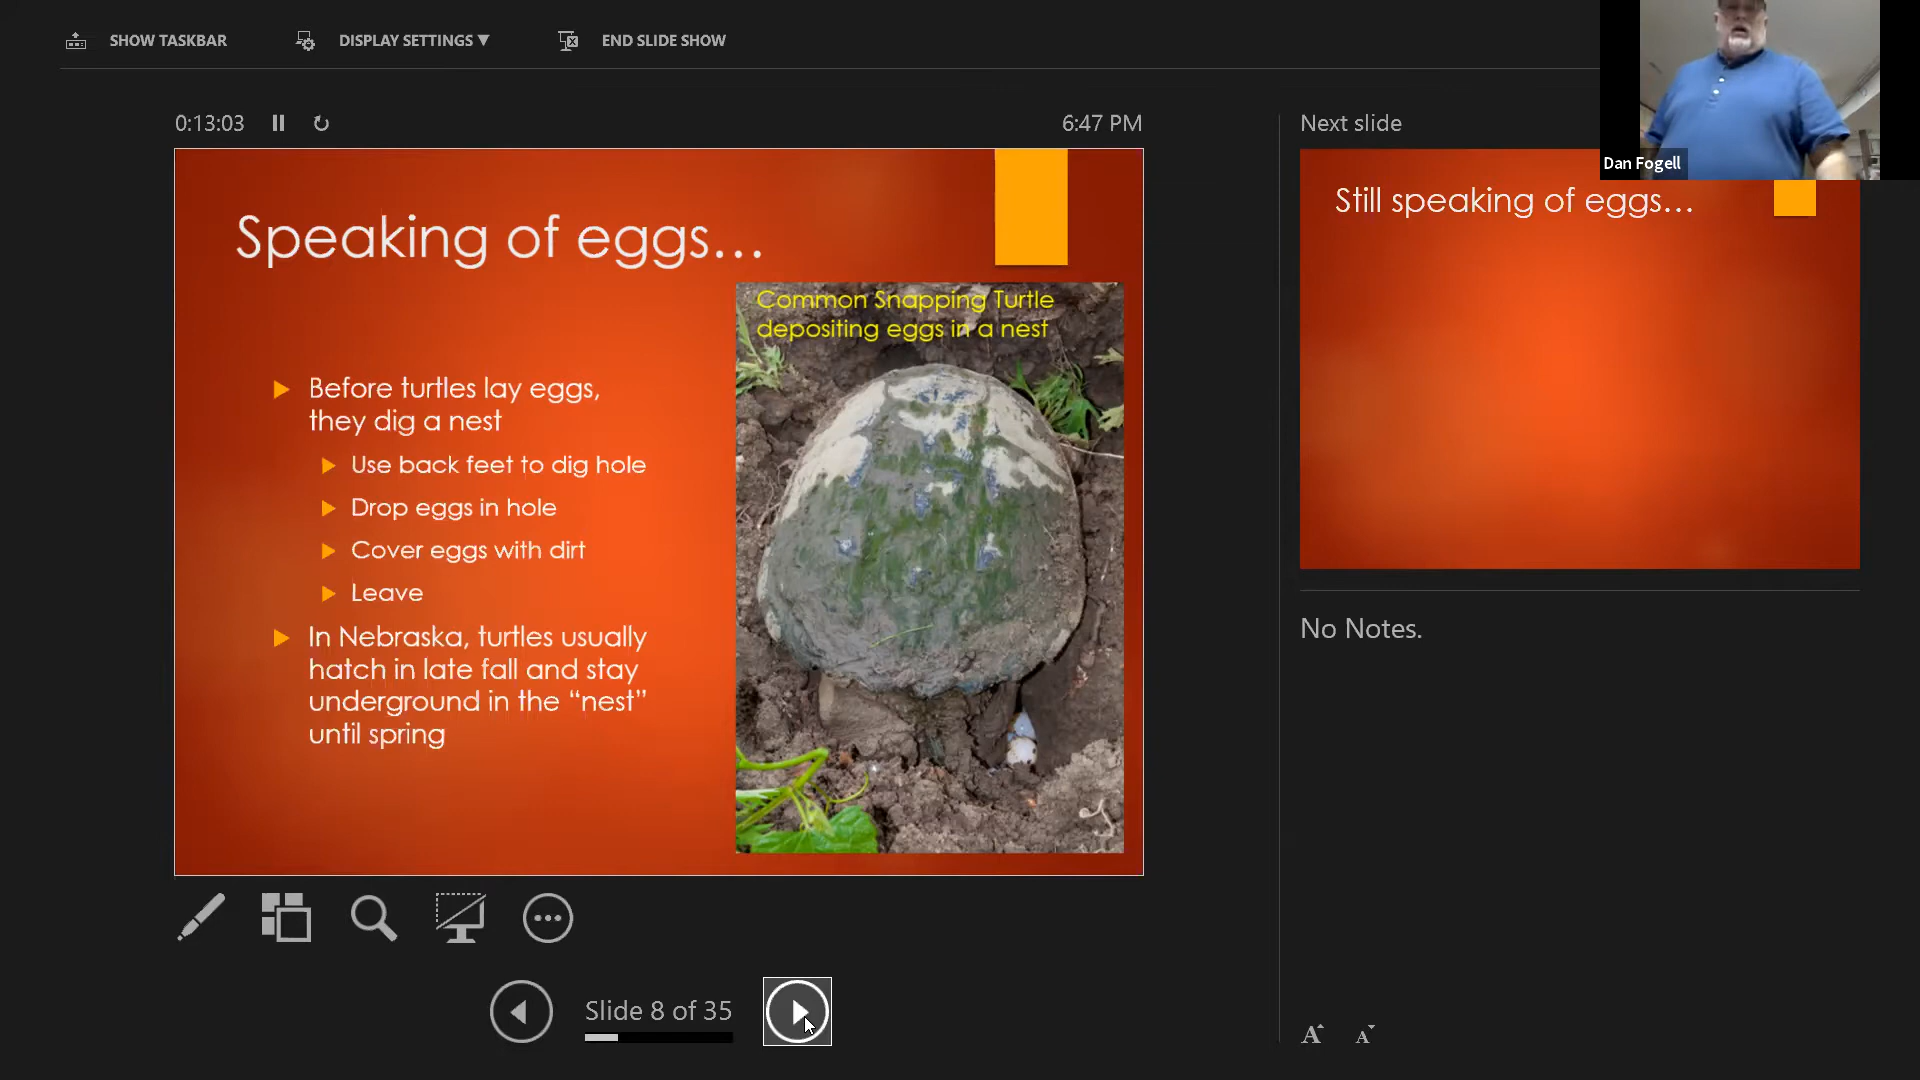 SHOW TASKBAR
DISPLAY SETTINGS ▼
END SLIDE SHOW
0:13:03
6:47 PM
Next slide
Dan Fogell
Speaking of eggs…
Common Snapping Turtle
depositing eggs in a nest
Before turtles lay eggs,
they dig a nest
Use back feet to dig hole
Drop eggs in hole
Cover eggs with dirt
Leave
In Nebraska, turtles usually
hatch in late fall and stay
underground in the “nest”
until spring
Still speaking of eggs…
No Notes.
Slide 8 of 35
A
A